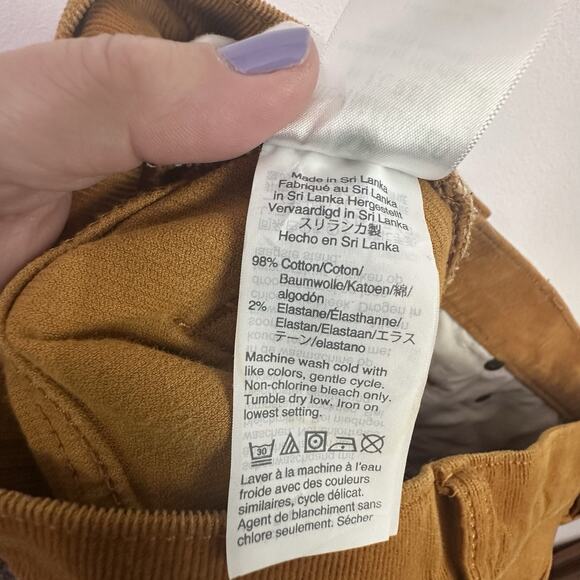 Made in Sri Lanka
Fabriqué au Sri Lanka
in Sri Lanka Hergestellt
Vervaardigd in Sri Lanka
スリランカ製
Hecho en Sri Lanka
98% Cotton/Coton/
Baumwolle/Katoen/綿/
algodón
2% Elastane/Élasthanne/
Elastan/Elastaan/エラス
テーン/elastano
Machine wash cold with
like colors, gentle cycle.
Non-chlorine bleach only.
Tumble dry low. Iron on
lowest setting.
30
Laver à la machine à l'eau
froide avec des couleurs
similaires, cycle délicat.
Agent de blanchiment sans
chlore seulement. Sécher